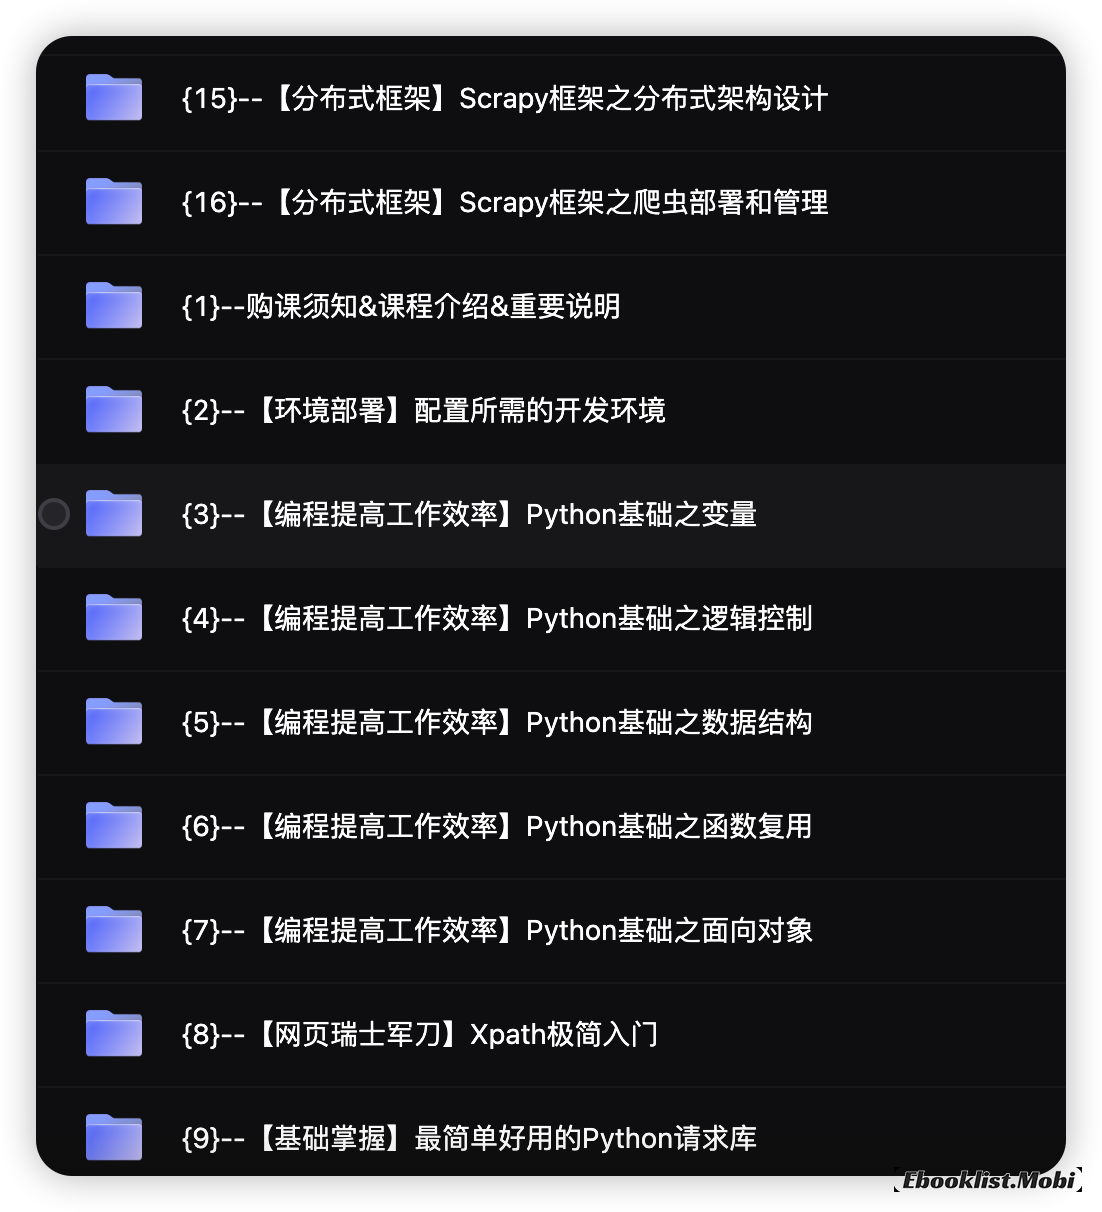 {15}--【分布式框架】Scrapy框架之分布式架构设计
{16}--【分布式框架】Scrapy框架之爬虫部署和管理
{1}--购课须知&课程介绍&重要说明
{2}--【环境部署】配置所需的开发环境
{3}--【编程提高工作效率】Python基础之变量
{4}--【编程提高工作效率】Python基础之逻辑控制
{5}--【编程提高工作效率】Python基础之数据结构
{6}--【编程提高工作效率】Python基础之函数复用
{7}--【编程提高工作效率】Python基础之面向对象
{8}--【网页瑞士军刀】Xpath极简入门
{9}--【基础掌握】最简单好用的Python请求库
【Ebooklist.Mobi】